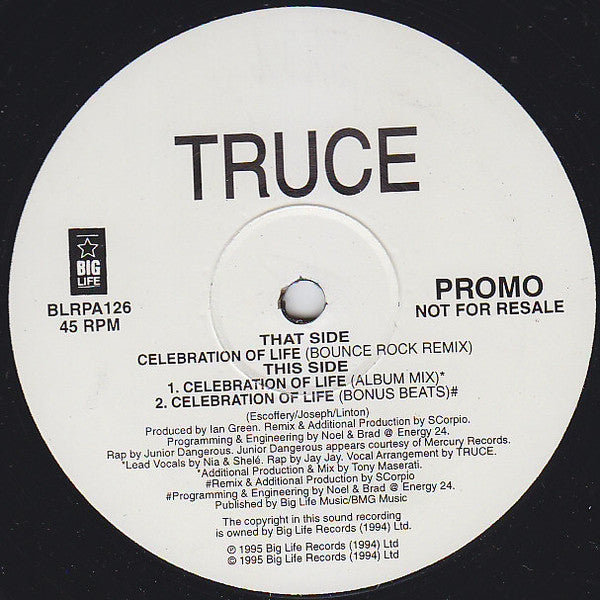 TRUCE
BIG
LIFE
BLRPA126
45 RPM
PROMO
NOT FOR RESALE
THAT SIDE
CELEBRATION OF LIFE (BOUNCE ROCK REMIX)
THIS SIDE
1. CELEBRATION OF LIFE (ALBUM MIX)*
2. CELEBRATION OF LIFE (BONUS BEATS)#
(Escoffery/Joseph/Linton)
Produced by Ian Green. Remix & Additional Production by SCorpio.
Programming & Engineering by Noel & Brad @ Energy 24.
Rap by Junior Dangerous. Junior Dangerous appears courtesy of Mercury Records.
*Lead Vocals by Nia & Shelé. Rap by Jay Jay. Vocal Arrangement by TRUCE.
*Additional Production & Mix by Tony Maserati.
#Remix & Additional Production by SCorpio
#Programming & Engineering by Noel & Brad @ Energy 24.
Published by Big Life Music/BMG Music
The copyright in this sound recording
is owned by Big Life Records (1994) Ltd.
℗ 1995 Big Life Records (1994) Ltd
© 1995 Big Life Records (1994) Ltd.